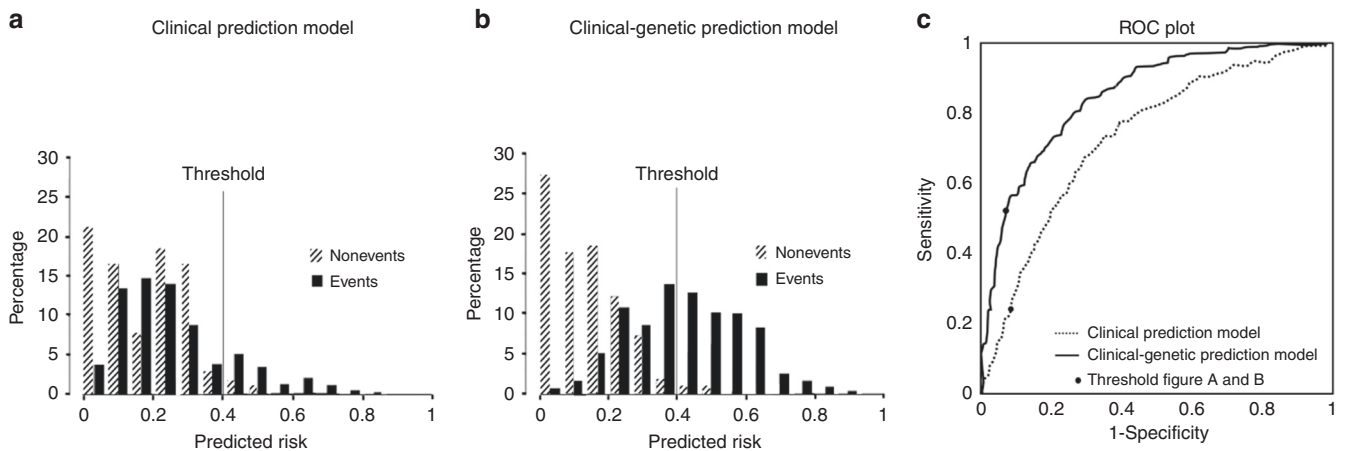 a
Clinical prediction model
30
25
20
15
10
5
0
Percentage
Threshold
Nonevents
Events
0
0.2
0.4
0.6
0.8
1
Predicted risk
b
Clinical-genetic prediction model
30
25
20
15
10
5
0
Percentage
Threshold
Nonevents
Events
0
0.2
0.4
0.6
0.8
1
Predicted risk
c
ROC plot
1
0.8
0.6
0.4
0.2
0
Sensitivity
Clinical prediction model
Clinical-genetic prediction model
Threshold figure A and B
0
0.2
0.4
0.6
0.8
1
1-Specificity